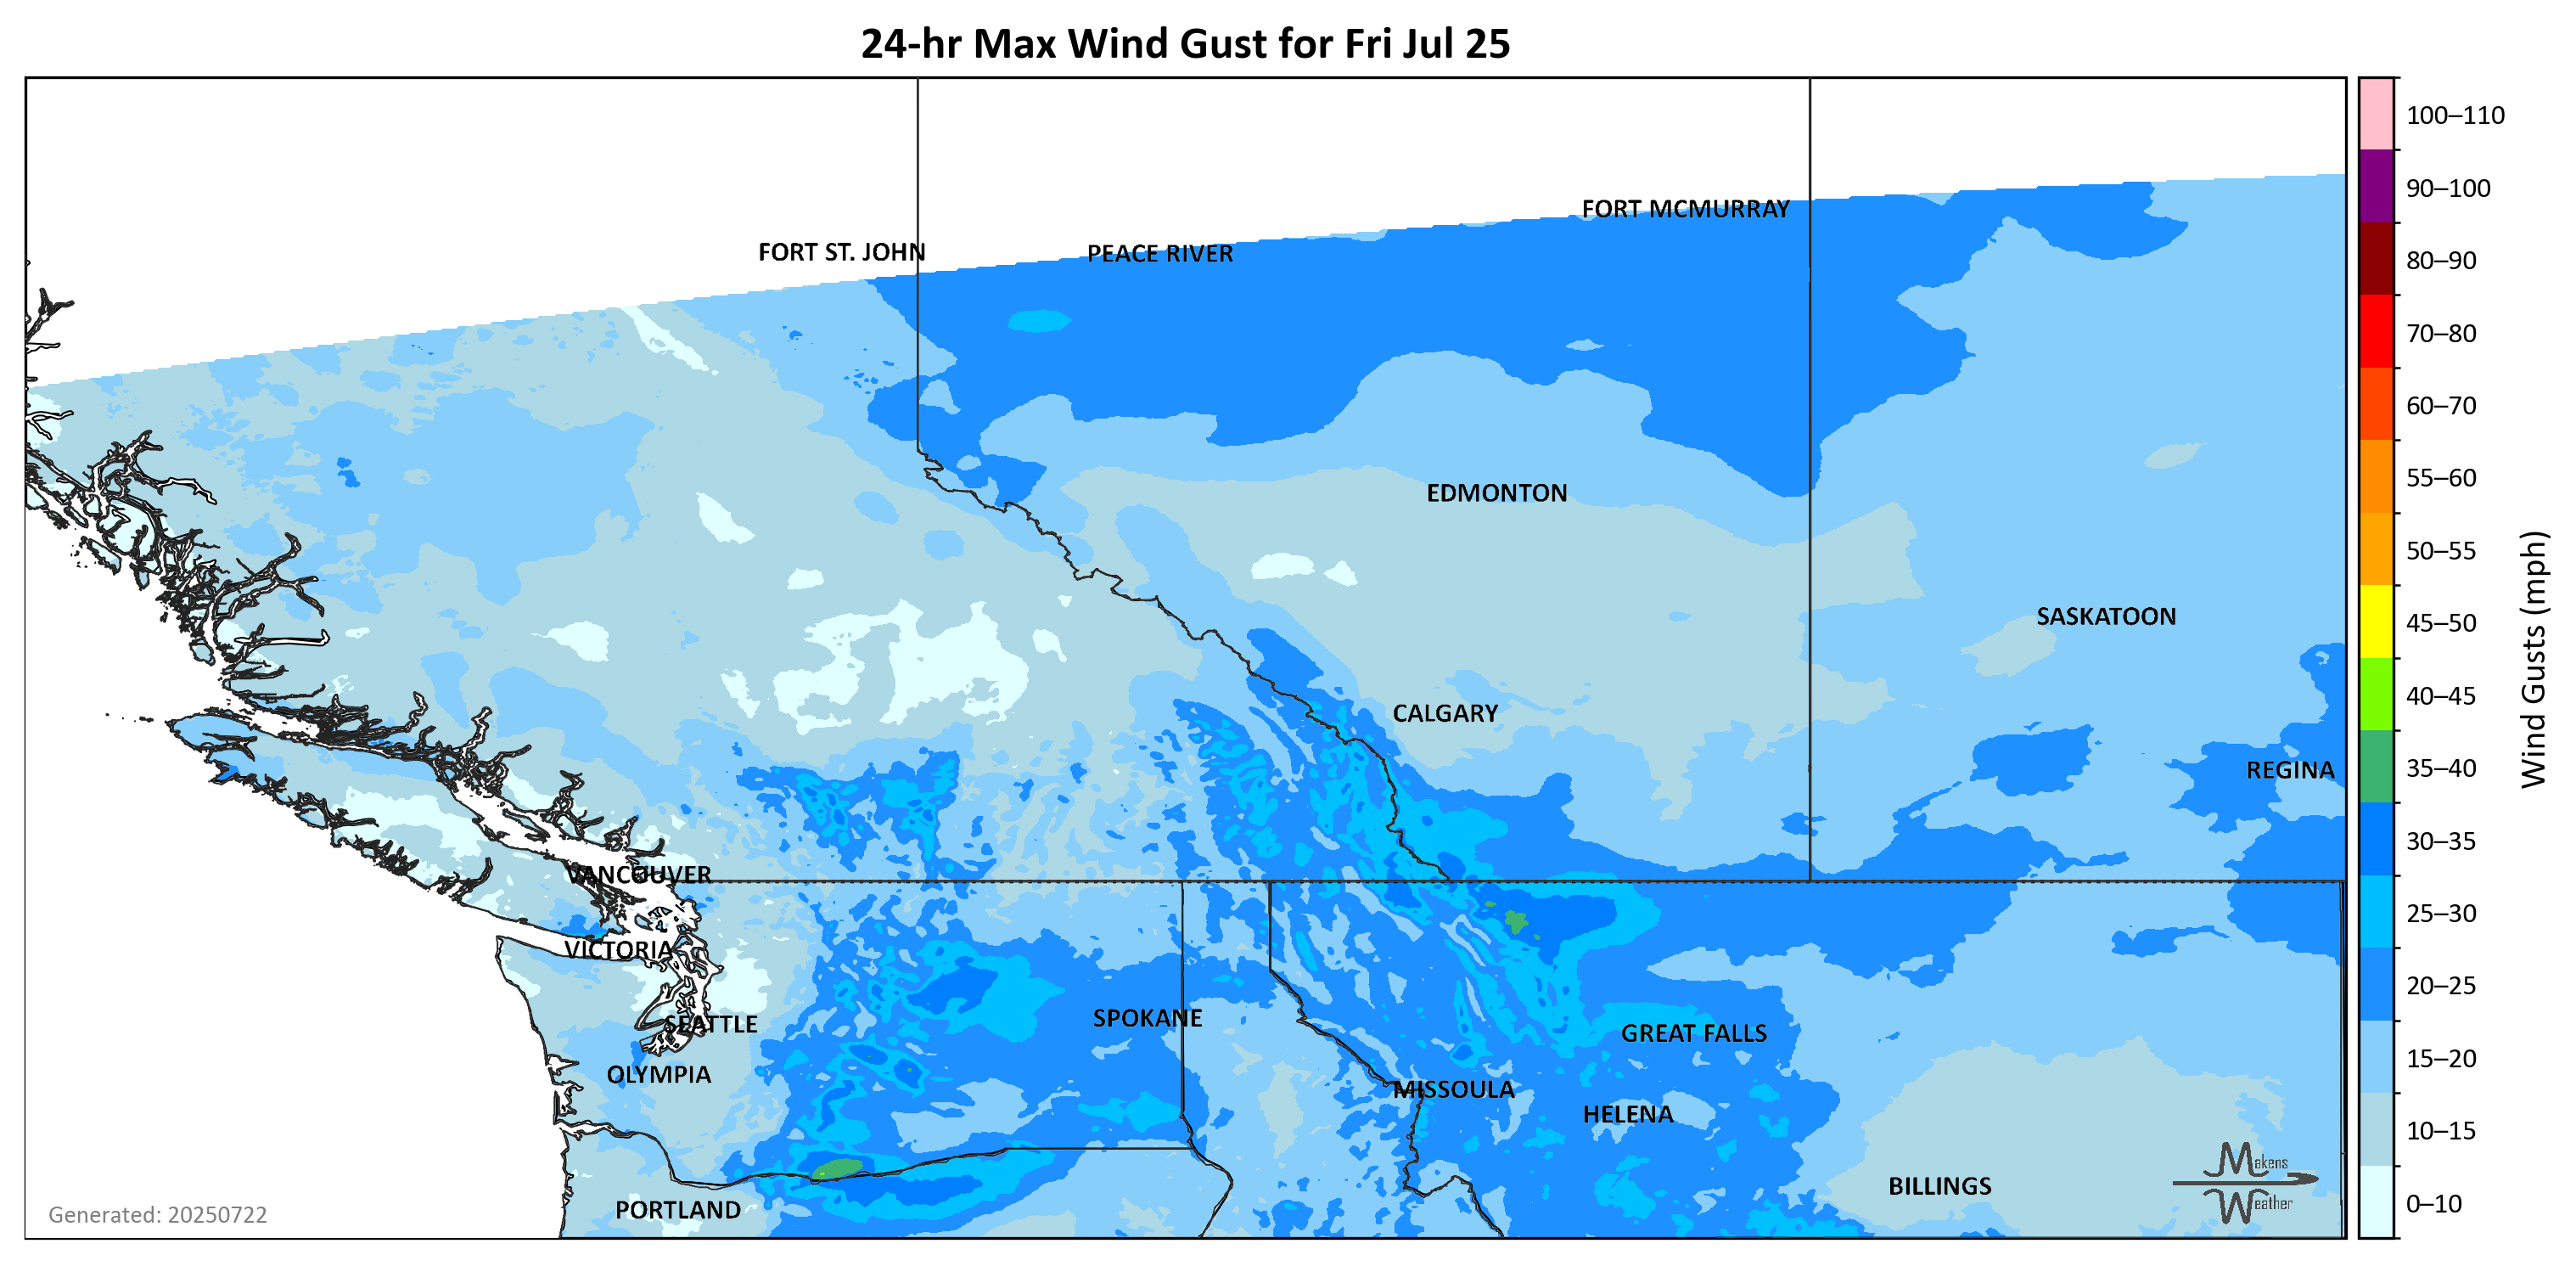 24-hr Max Wind Gust for Fri Jul 25
100–110
90–100
80–90
70–80
60–70
55–60
50–55
45–50
40–45
35–40
30–35
25–30
20–25
15–20
10–15
0–10
Wind Gusts (mph)
FORT MCMURRAY
FORT ST. JOHN
PEACE RIVER
EDMONTON
SASKATOON
CALGARY
REGINA
VANCOUVER
VICTORIA
SPOKANE
SEATTLE
GREAT FALLS
OLYMPIA
MISSOULA
HELENA
BILLINGS
PORTLAND
Makens
Weather
Generated: 20250722